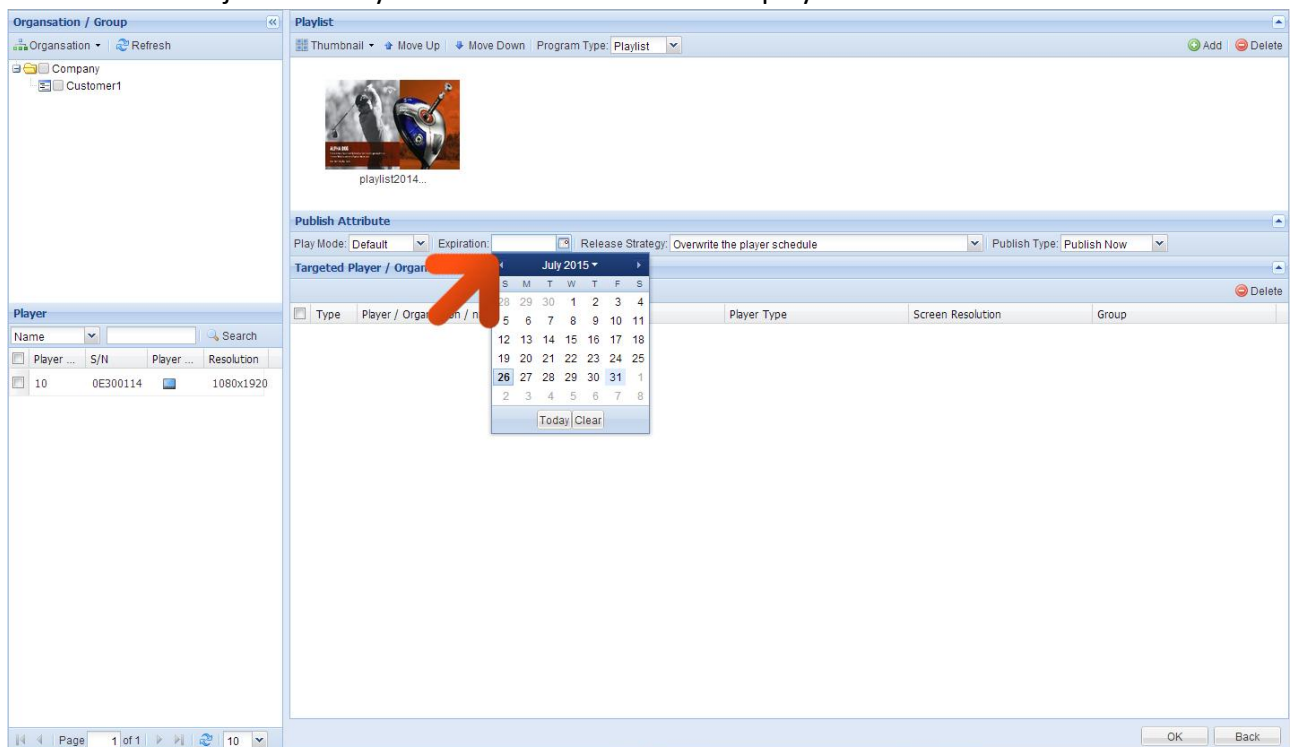 Organsation / Group
Organsation Refresh
Company
Customer1
Player
Name Search
Player ... S/N Player ... Resolution
10 0E300114 1080x1920
Page 1 of 1 10
Playlist
Thumbnail Move Up Move Down Program Type: Playlist Add Delete
playlist2014...
Publish Attribute
Play Mode: Default Expiration: Release Strategy: Overwrite the player schedule Publish Type: Publish Now
Targeted Player /
Delete
Type Player / Player Type Screen Resolution Group
July 2015
S M T W T F S
28 29 30 1 2 3 4
5 6 7 8 9 10 11
12 13 14 15 16 17 18
19 20 21 22 23 24 25
26 27 28 29 30 31 1
2 3 4 5 6 7 8
Today Clear
OK Back